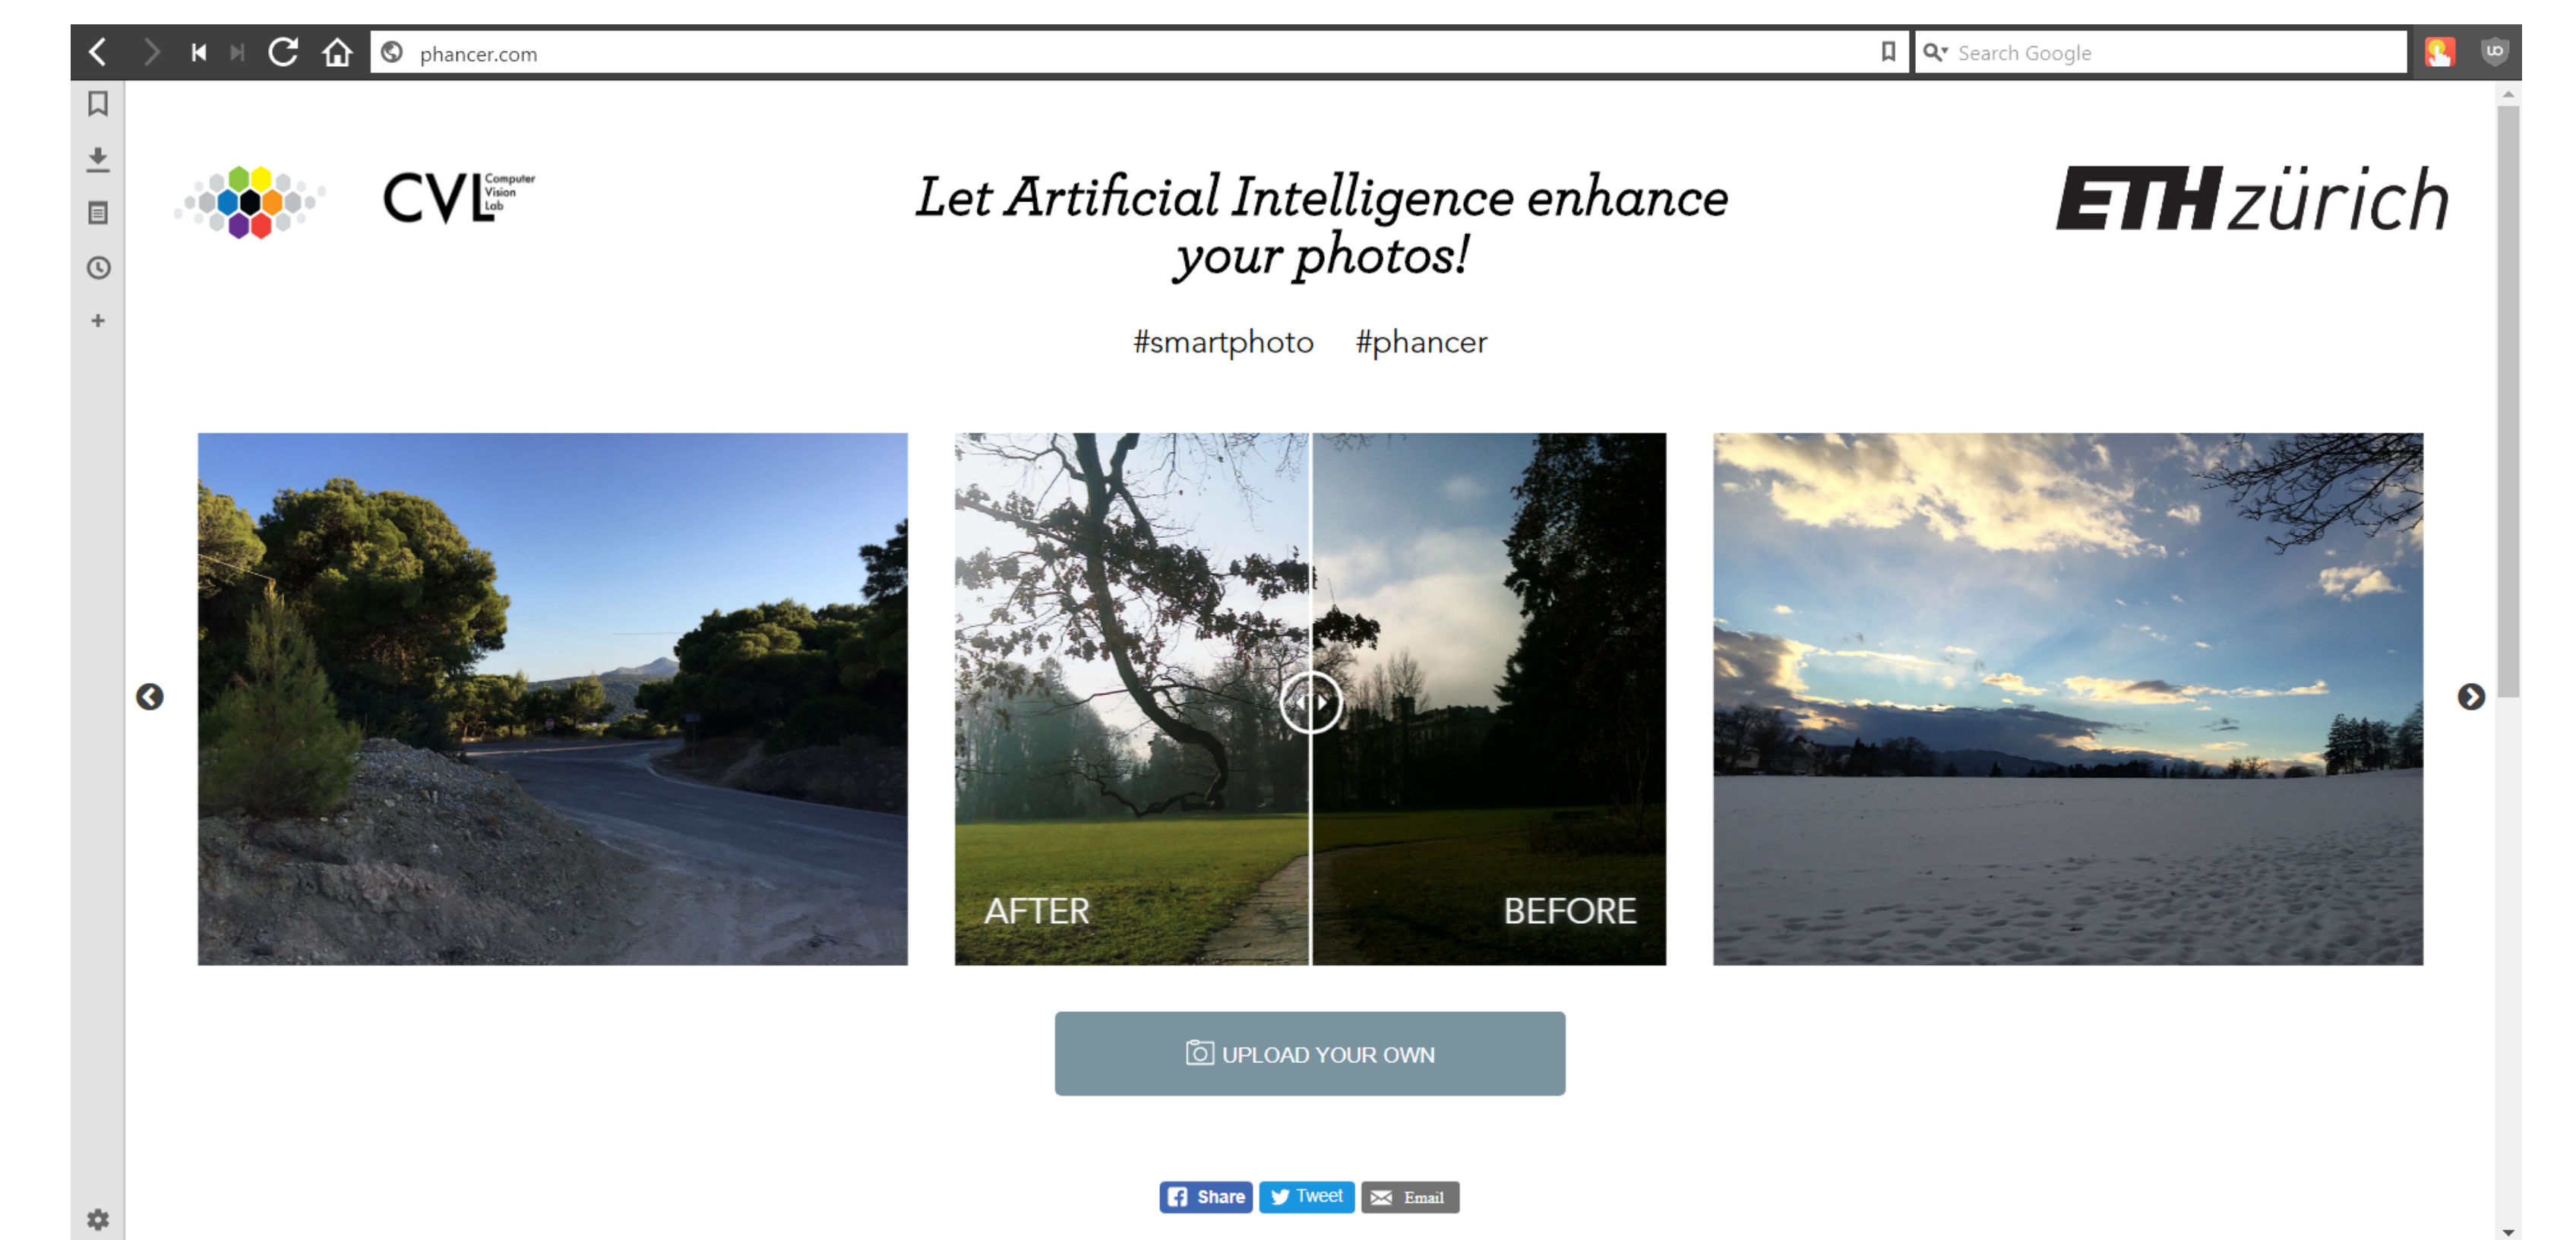 phancer.com
Search Google
CVL Computer
Vision
Lab
Let Artificial Intelligence enhance
your photos!
ETH zürich
#smartphoto #phancer
AFTER
BEFORE
UPLOAD YOUR OWN
Share
Tweet
Email